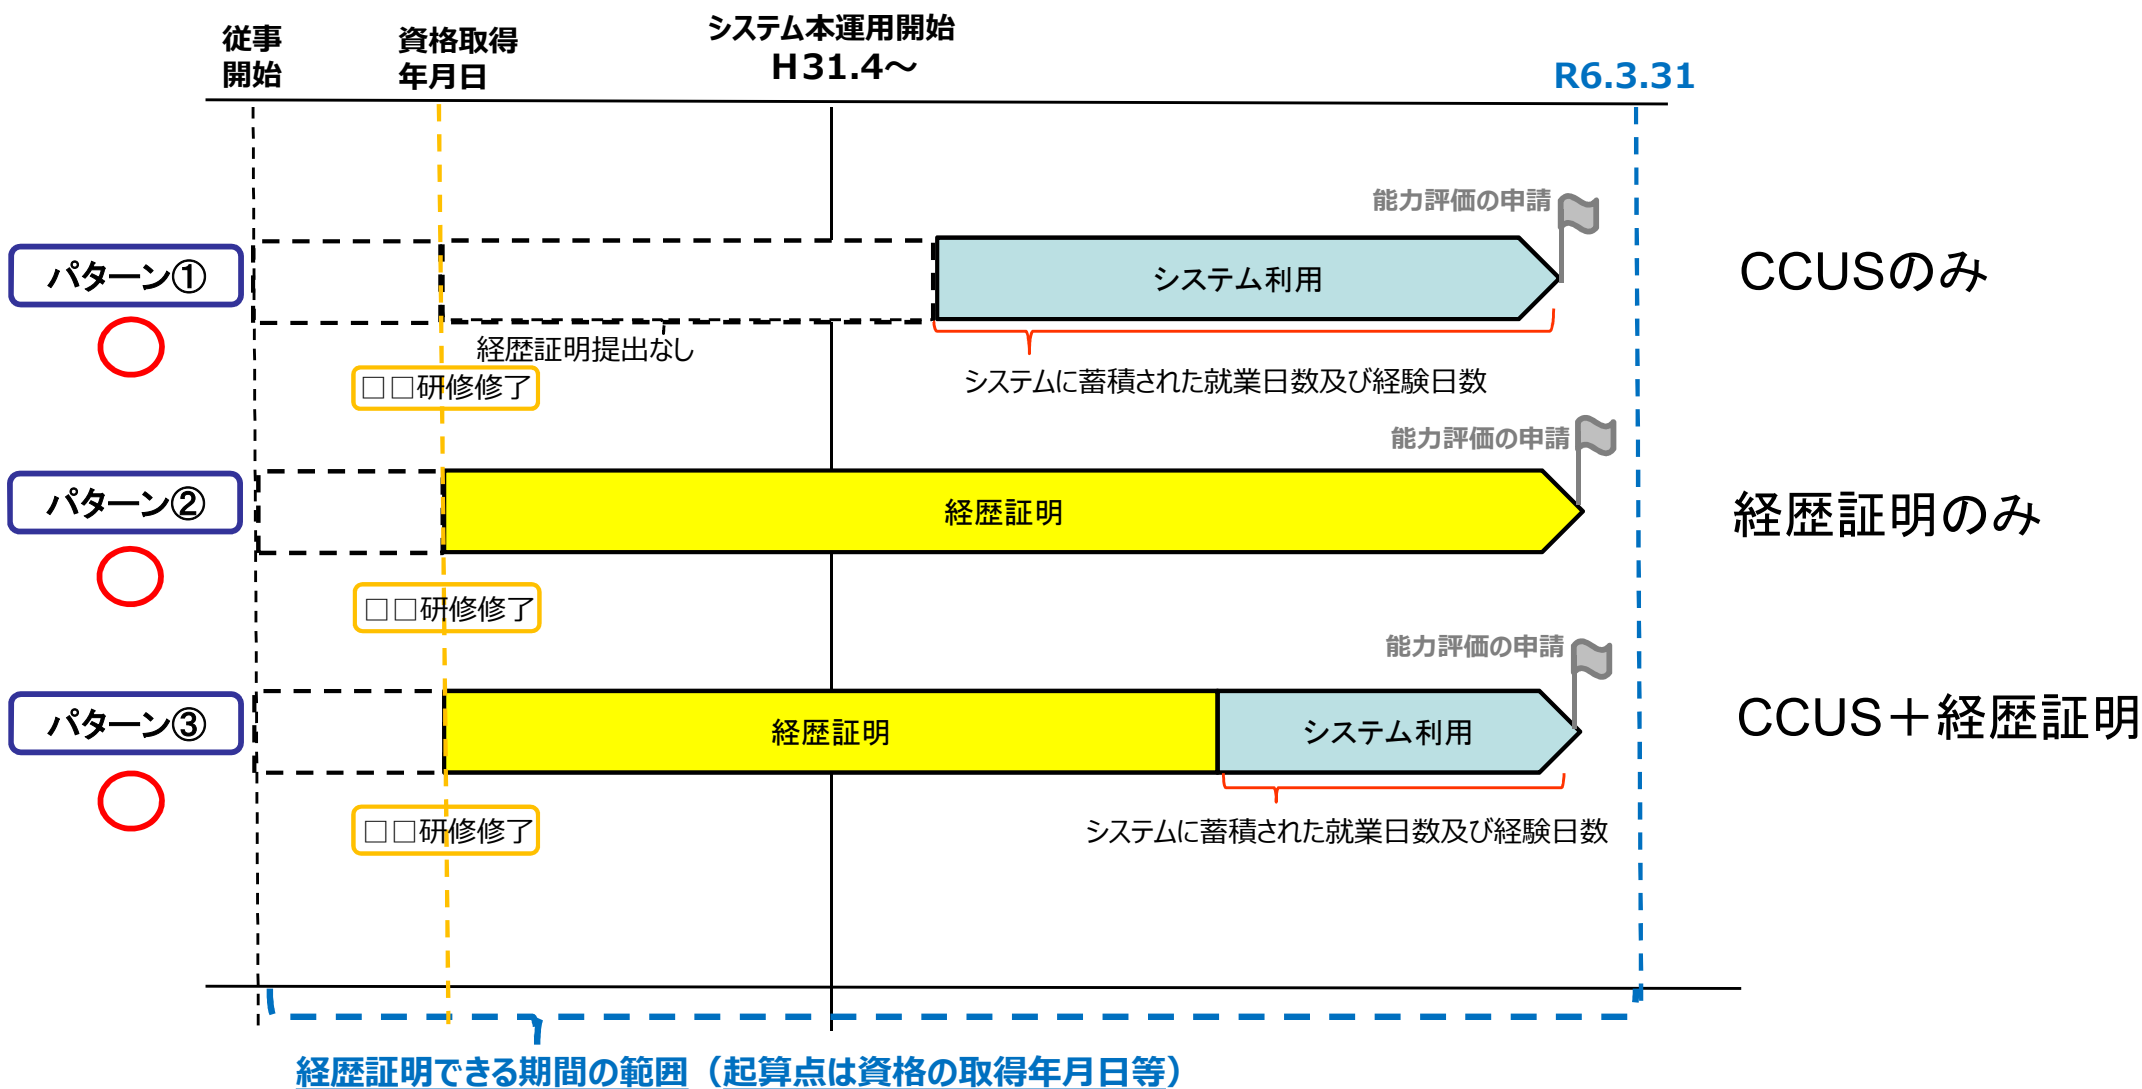 従事
開始
資格取得
年月日
システム本運用開始
H31.4～
R6.3.31
能力評価の申請
パターン①
システム利用
CCUSのみ
経歴証明提出なし
□□研修修了
システムに蓄積された就業日数及び経験日数
能力評価の申請
パターン②
経歴証明
経歴証明のみ
□□研修修了
能力評価の申請
パターン③
経歴証明
システム利用
CCUS＋経歴証明
□□研修修了
システムに蓄積された就業日数及び経験日数
経歴証明できる期間の範囲（起算点は資格の取得年月日等）